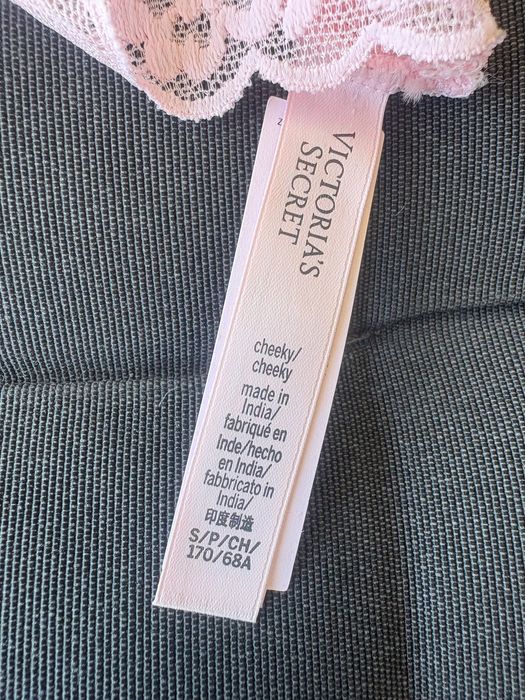 VICTORIA'S
SECRET
cheeky/
cheeky
made in
India/
fabriqué en
Inde/hecho
en India/
fabbricato in
India/
印度制造
S/P/CH/
170/68A